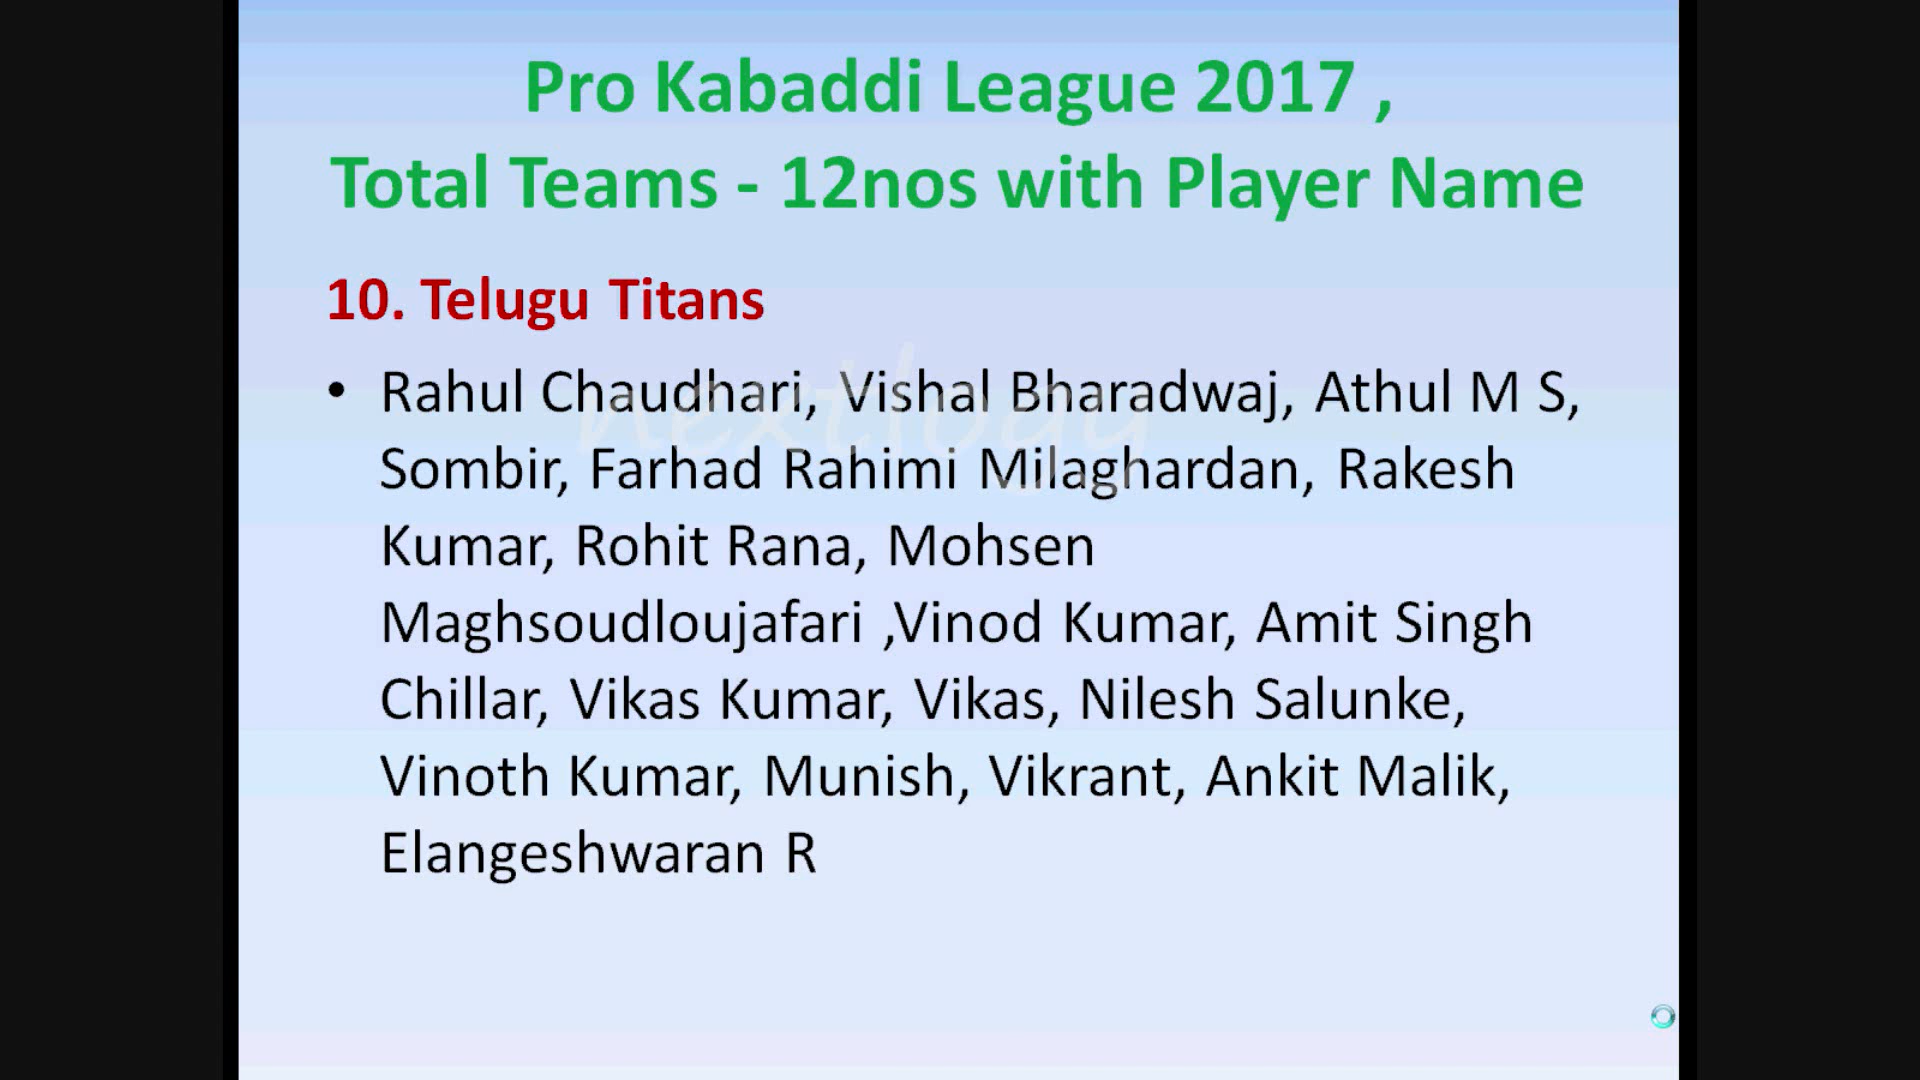 Pro Kabaddi League 2017 ,
Total Teams - 12nos with Player Name
10. Telugu Titans
• Rahul Chaudhari, Vishal Bharadwaj, Athul M S,
Sombir, Farhad Rahimi Milaghardan, Rakesh
Kumar, Rohit Rana, Mohsen
Maghsoudloujafari ,Vinod Kumar, Amit Singh
Chillar, Vikas Kumar, Vikas, Nilesh Salunke,
Vinoth Kumar, Munish, Vikrant, Ankit Malik,
Elangeshwaran R
nextlogy